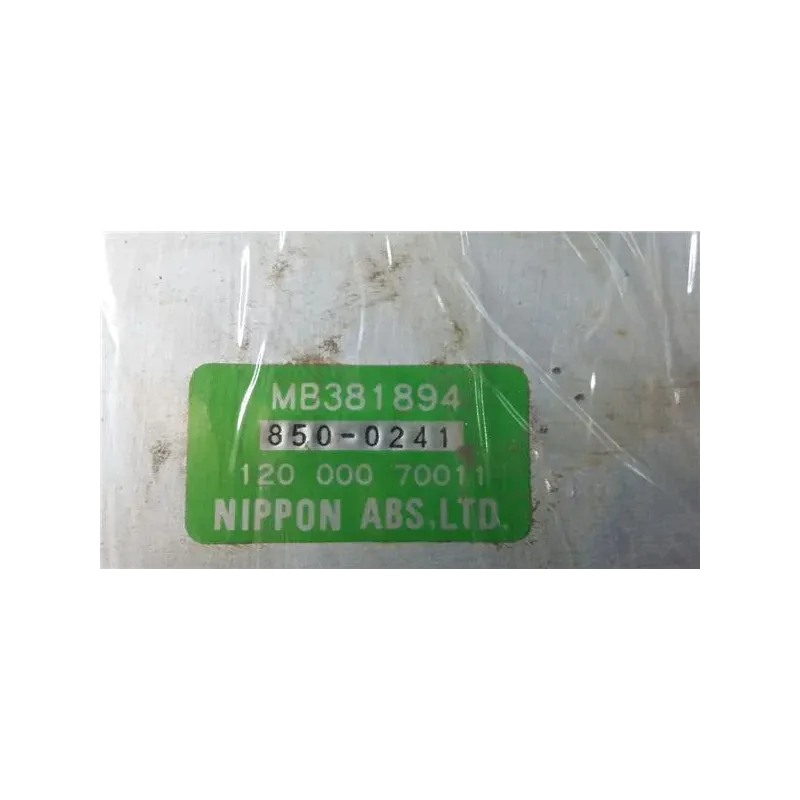 MB381894
850-0241
120 000 70011
NIPPON ABS,LTD.